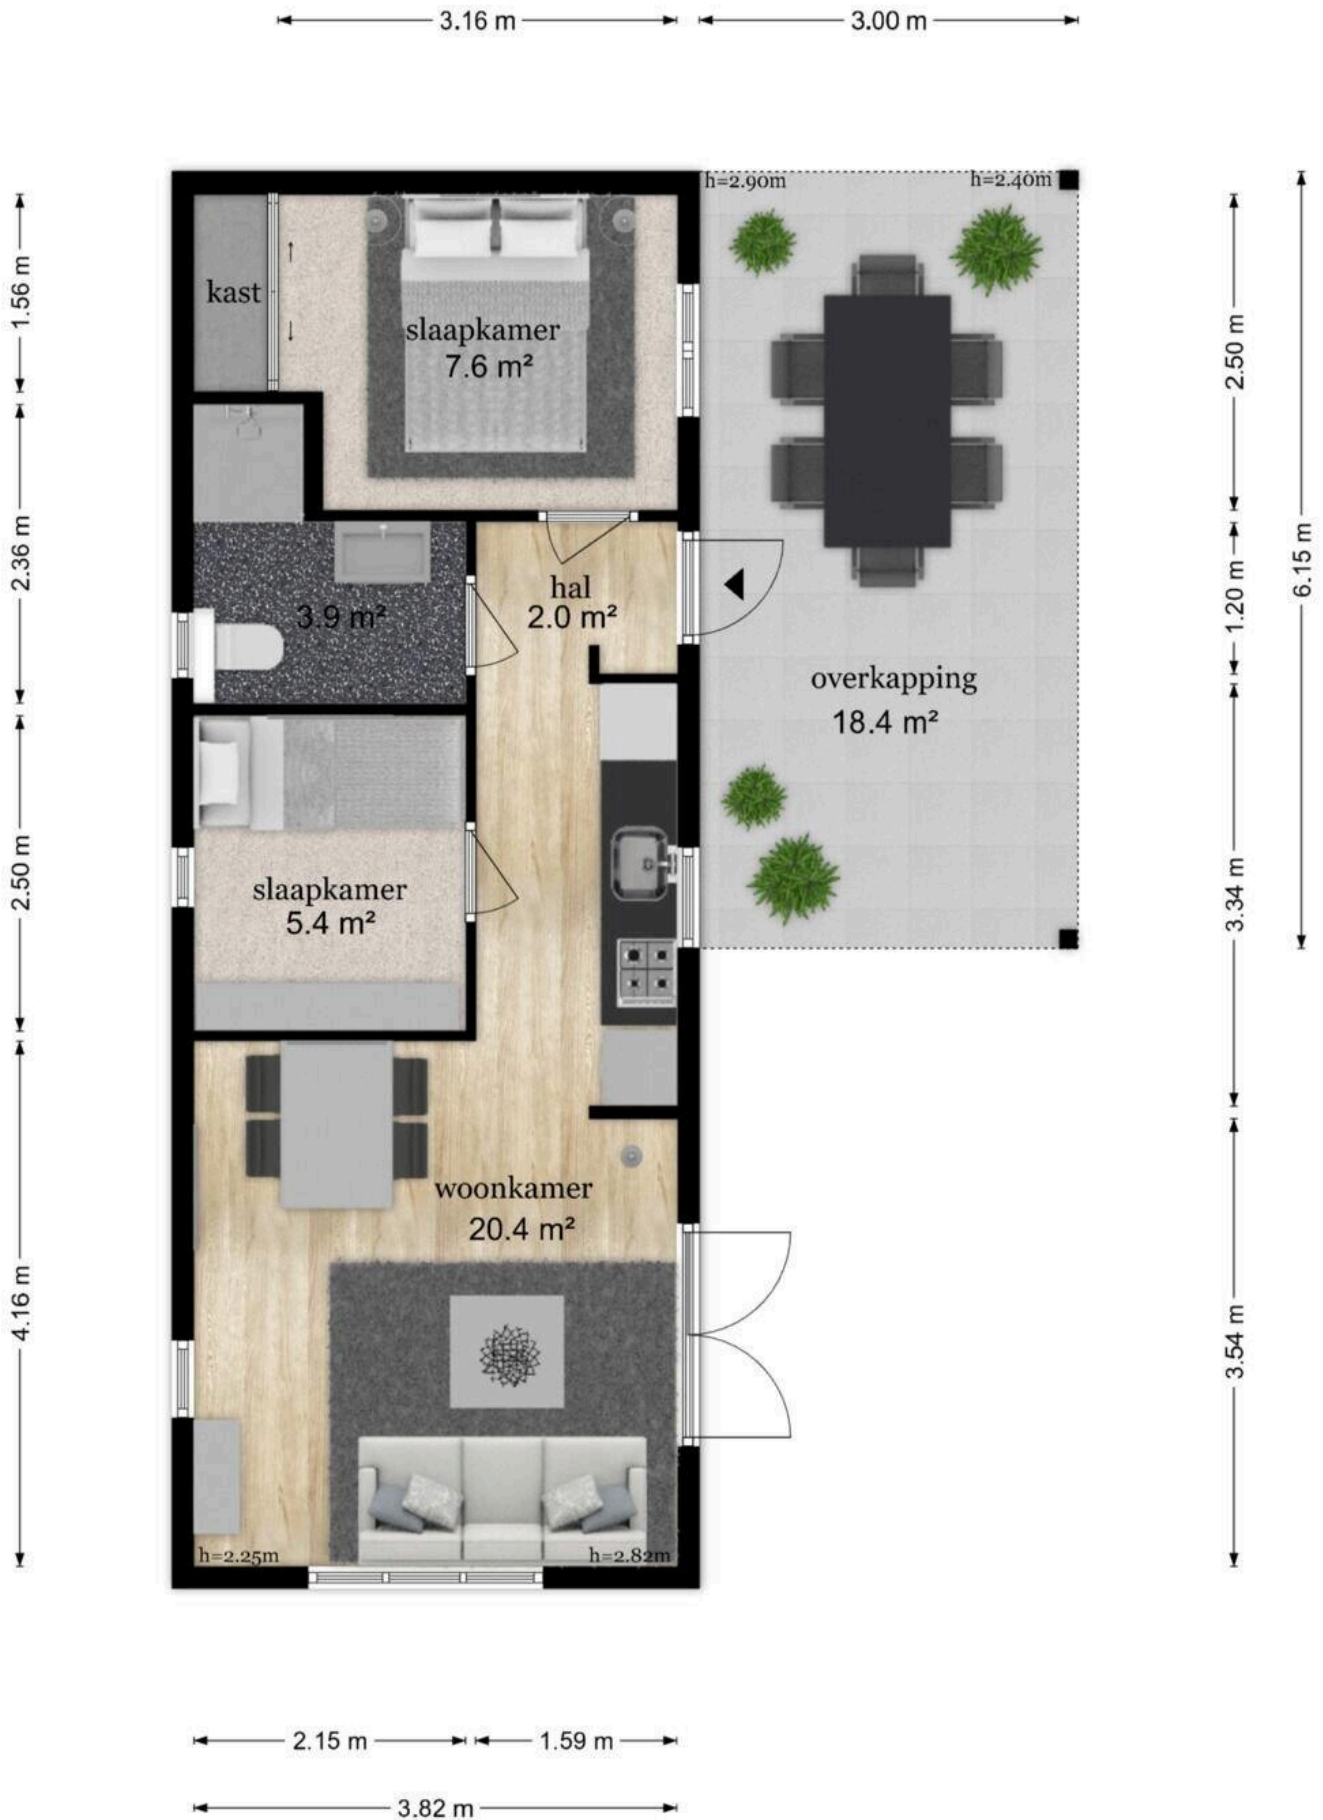 3.16 m
3.00 m
h=2.90m
h=2.40m
1.56 m
kast
slaapkamer
7.6 m²
2.50 m
2.36 m
3.9 m²
hal
2.0 m²
1.20 m
6.15 m
overkapping
18.4 m²
2.50 m
slaapkamer
5.4 m²
3.34 m
woonkamer
20.4 m²
4.16 m
3.54 m
h=2.25m
h=2.82m
2.15 m
1.59 m
3.82 m